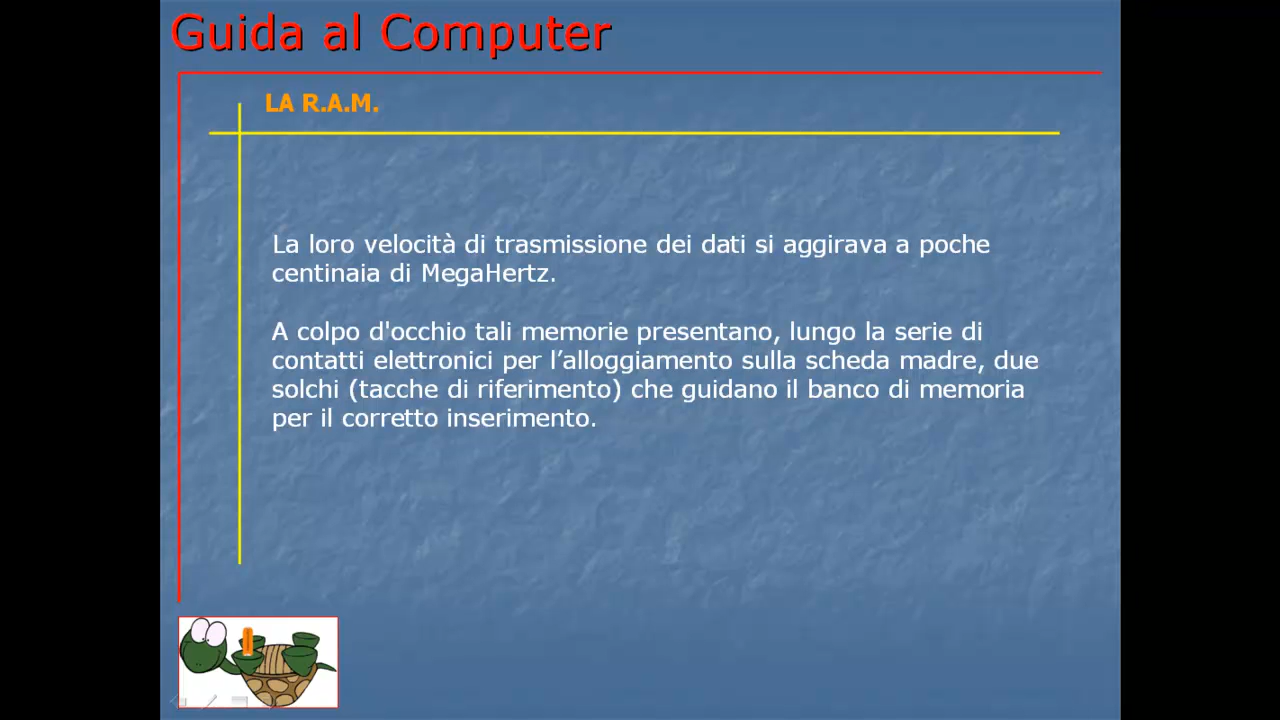 Guida al Computer
LA R.A.M.
La loro velocità di trasmissione dei dati si aggirava a poche
centinaia di MegaHertz.
A colpo d'occhio tali memorie presentano, lungo la serie di
contatti elettronici per l’alloggiamento sulla scheda madre, due
solchi (tacche di riferimento) che guidano il banco di memoria
per il corretto inserimento.